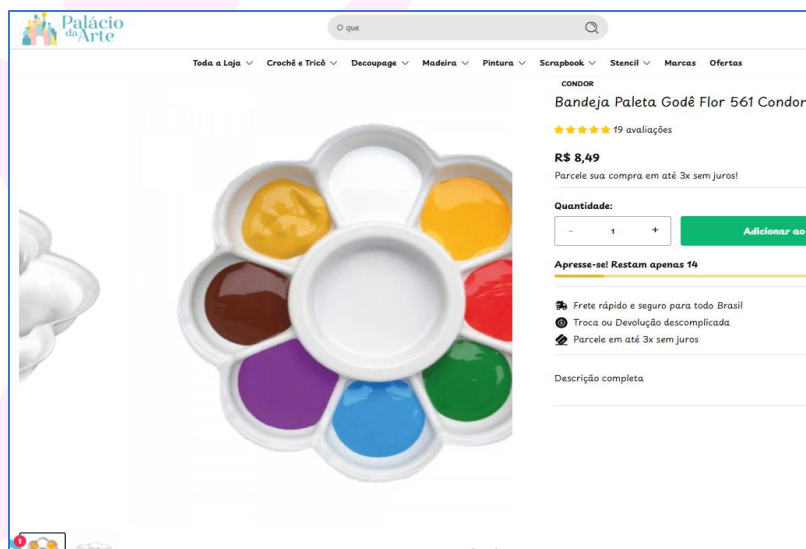 Palácio
da Arte
O que
Toda a Loja Crochê e Tricô Decoupage Madeira Pintura Scrapbook Stencil Marcas Ofertas
CONDOR
Bandeja Paleta Godê Flor 561 Condor
19 avaliações
R$ 8,49
Parcele sua compra em até 3x sem juros!
Quantidade:
- 1 + Adicionar ao
Apresse-se! Restam apenas 14
Frete rápido e seguro para todo Brasil
Troca ou Devolução descomplicada
Parcele em até 3x sem juros
Descrição completa
1